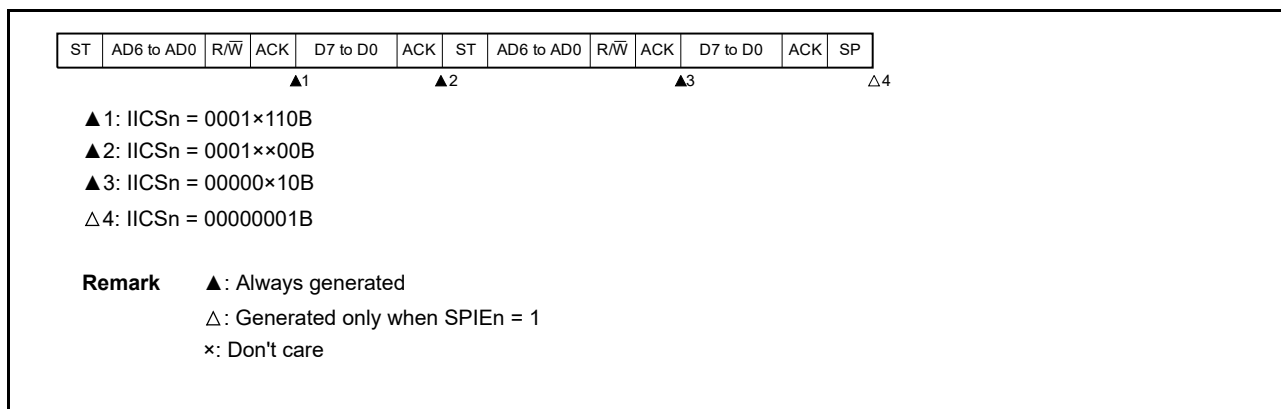 ST AD6 to AD0 R/W̅ ACK D7 to D0 ACK ST AD6 to AD0 R/W̅ ACK D7 to D0 ACK SP
▲1 ▲2 ▲3 △4
▲1: IICSn = 0001×110B
▲2: IICSn = 0001××00B
▲3: IICSn = 00000×10B
△4: IICSn = 00000001B
Remark ▲: Always generated
△: Generated only when SPIEn = 1
×: Don't care